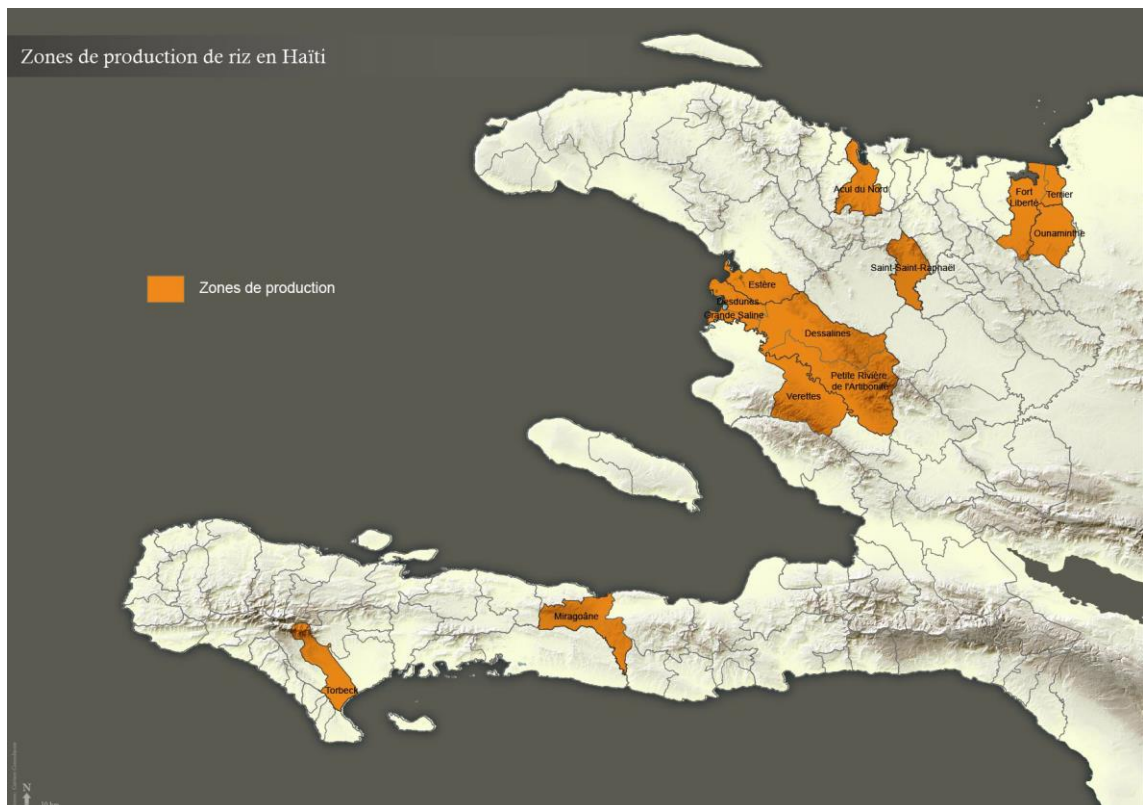 Zones de production de riz en Haïti
Acul du Nord
Fort
Liberté
Terrier
Ounaminthe
Saint-Saint-Raphaël
Zones de production
Estère
Desdunes
Grande Saline
Dessalines
Petite Rivière
de l'Artibonite
Verettes
Miragoâne
Torbeck
N